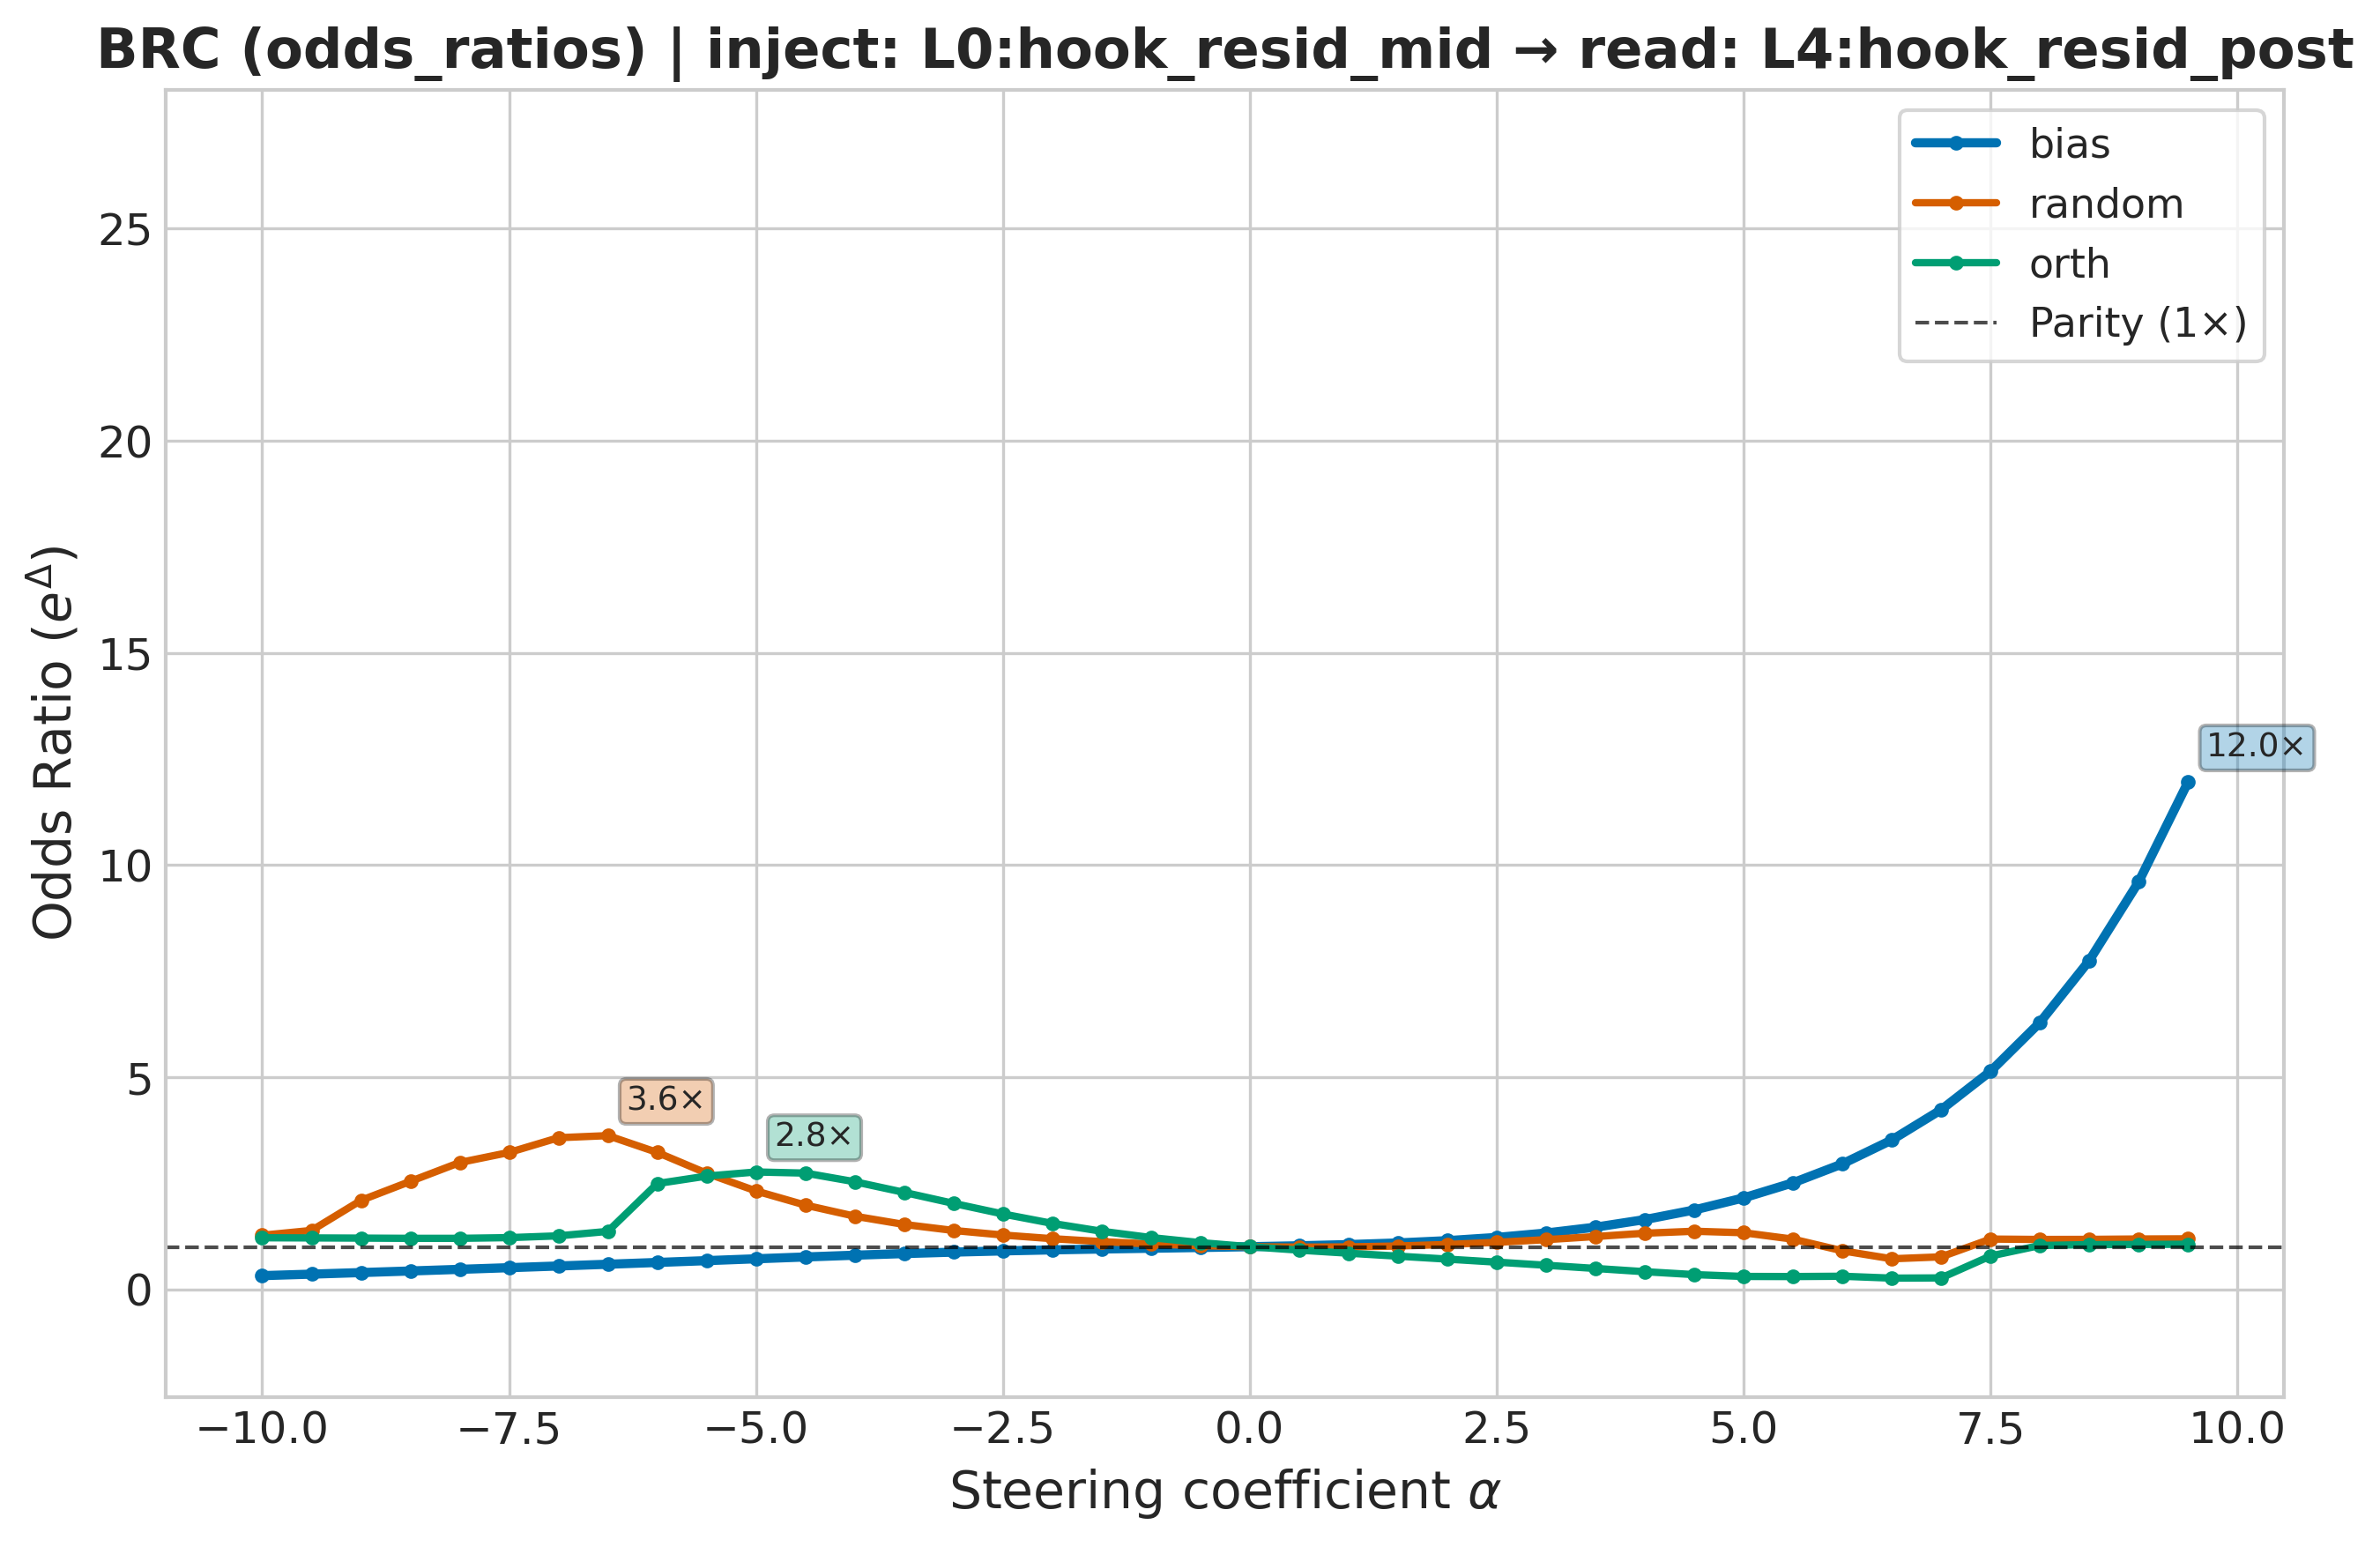 BRC (odds_ratios) | inject: L0:hook_resid_mid → read: L4:hook_resid_post
bias
random
orth
Parity (1×)
25
20
15
10
5
0
Odds Ratio (e^Δ)
12.0×
3.6×
2.8×
−10.0 −7.5 −5.0 −2.5 0.0 2.5 5.0 7.5 10.0
Steering coefficient α